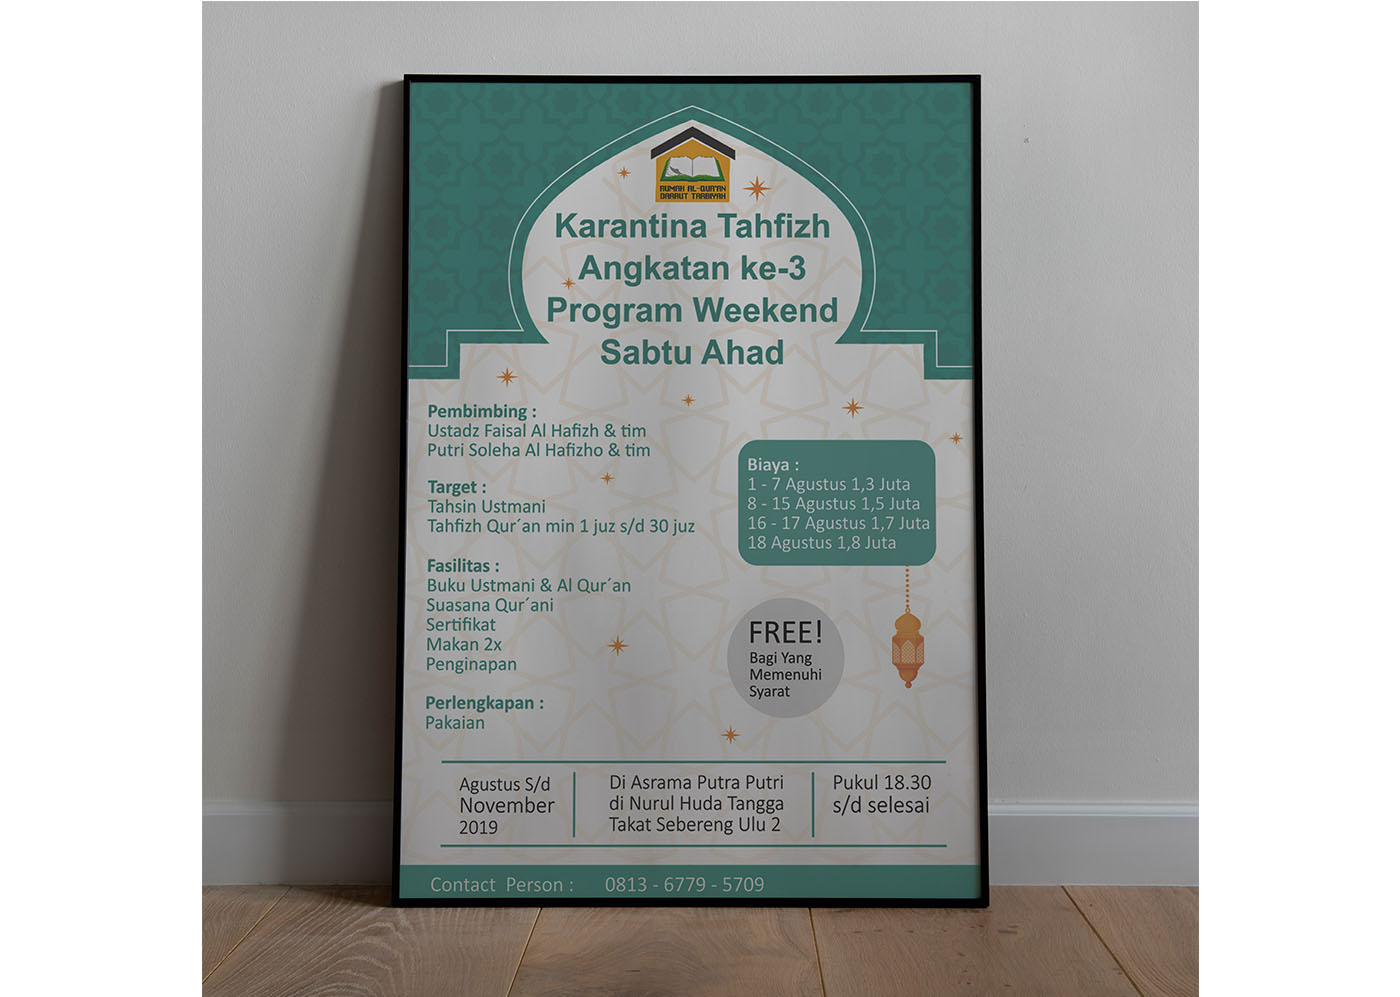 RUMAH AL-QUR'AN
DARRUT TARBIYAH
Karantina Tahfizh
Angkatan ke-3
Program Weekend
Sabtu Ahad
Pembimbing :
Ustadz Faisal Al Hafizh & tim
Putri Soleha Al Hafizho & tim
Target :
Tahsin Ustmani
Tahfizh Qur´an min 1 juz s/d 30 juz
Fasilitas :
Buku Ustmani & Al Qur´an
Suasana Qur´ani
Sertifikat
Makan 2x
Penginapan
Perlengkapan :
Pakaian
Biaya :
1 - 7 Agustus 1,3 Juta
8 - 15 Agustus 1,5 Juta
16 - 17 Agustus 1,7 Juta
18 Agustus 1,8 Juta
FREE!
Bagi Yang
Memenuhi
Syarat
Agustus S/d
November
2019
Di Asrama Putra Putri
di Nurul Huda Tangga
Takat Sebereng Ulu 2
Pukul 18.30
s/d selesai
Contact Person : 0813 - 6779 - 5709